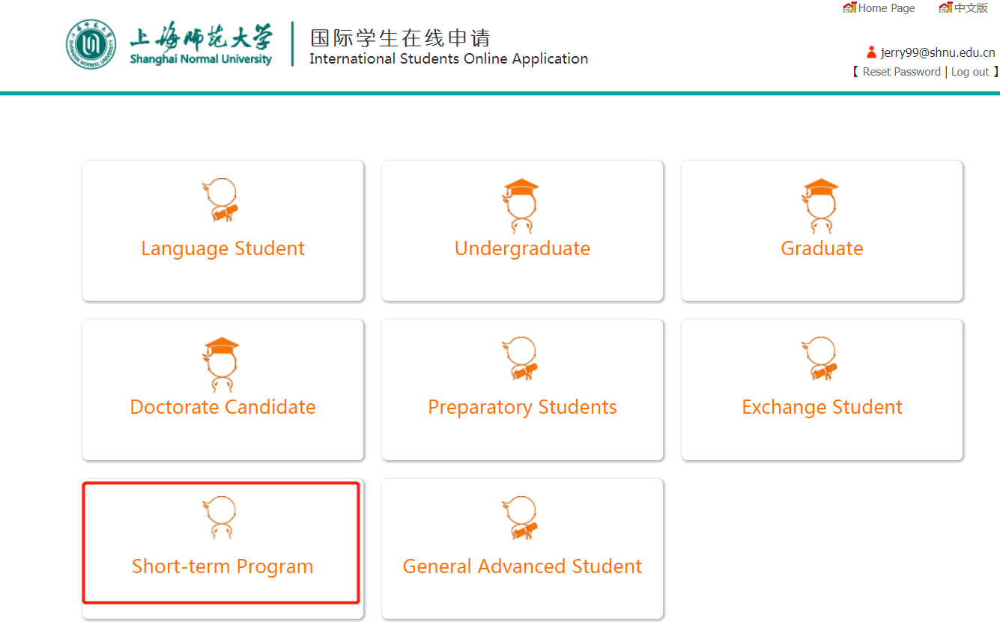 Home Page 中文版
上海师范大学
Shanghai Normal University
国际学生在线申请
International Students Online Application
jerry99@shnu.edu.cn
【 Reset Password | Log out 】
Language Student
Undergraduate
Graduate
Doctorate Candidate
Preparatory Students
Exchange Student
Short-term Program
General Advanced Student